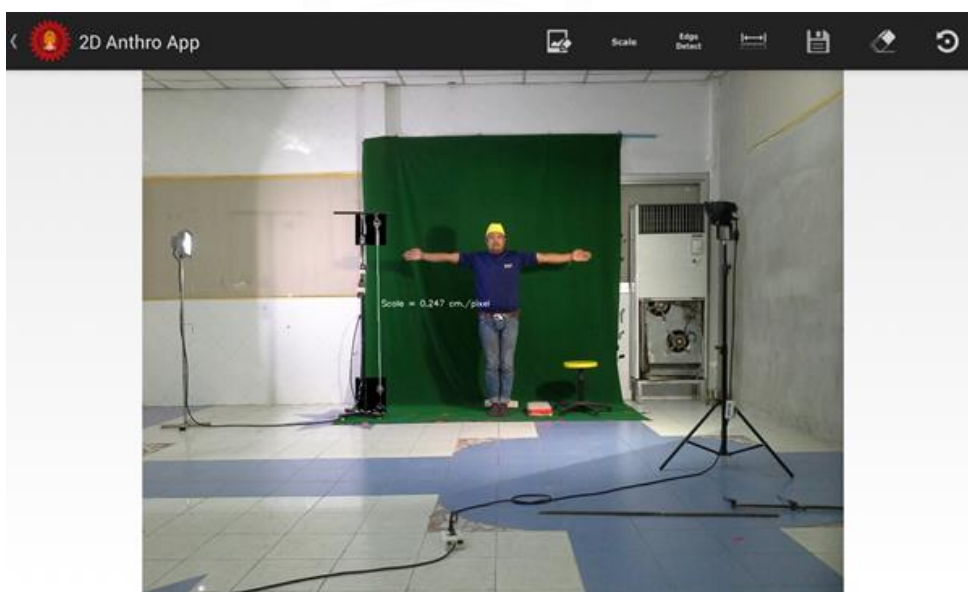 2D Anthro App
Scale
Edge
Detect
Scale = 0.247 cm./pixel